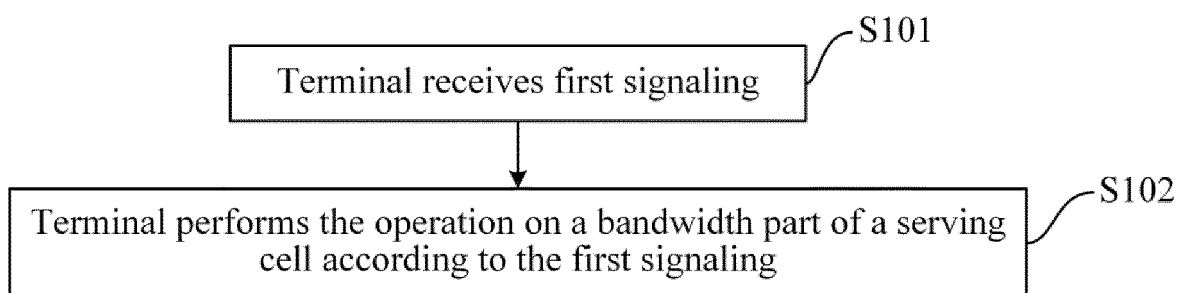 S101
Terminal receives first signaling
S102
Terminal performs the operation on a bandwidth part of a serving
cell according to the first signaling